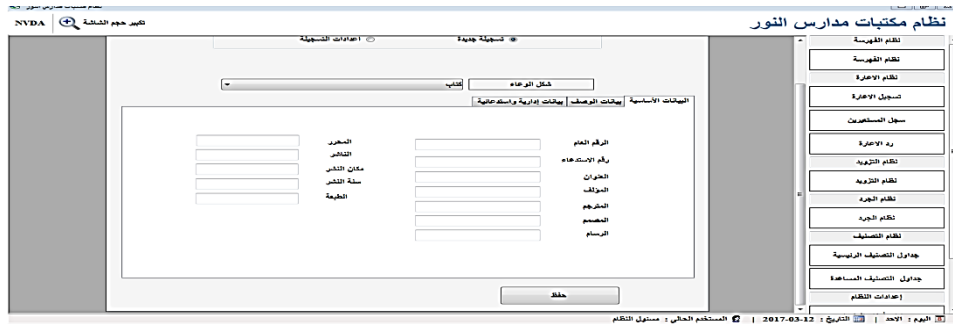 نظام مكتبات مدارس النور
نظام مكتبات مدارس النور
تكبير حجم الشاشة
NVDA
نظام الفهرسة
نظام الفهرسة
نظام الاعارة
تسجيل الاعارة
سجل المستعيرين
رد الاعارة
نظام التزويد
نظام التزويد
نظام الجرد
نظام الجرد
نظام التصنيف
جداول التصنيف الرئيسية
جداول التصنيف المساعدة
إعدادات النظام
تسجيلة جديدة
اعدادات التسجيلة
شكل الوعاء
كتاب
البيانات الأساسية
بيانات الوصف
بيانات إدارية واستدعائية
الرقم العام
رقم الاستدعاء
العنوان
المؤلف
المترجم
المصمم
الرسام
المحرر
الناشر
مكان النشر
سنة النشر
الطبعة
حفظ
اليوم : الاحد | التاريخ : 12-03-2017 | المستخدم الحالي : مسئول النظام